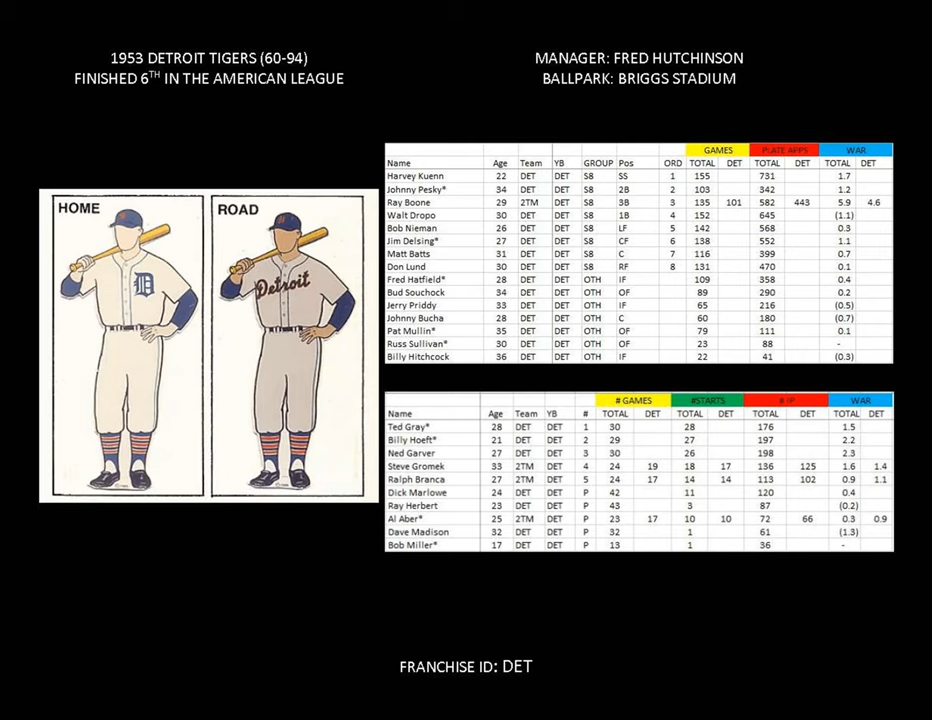 1953 DETROIT TIGERS (60-94)
FINISHED 6TH IN THE AMERICAN LEAGUE
MANAGER: FRED HUTCHINSON
BALLPARK: BRIGGS STADIUM
HOME
ROAD
D
Detroit
GAMES PLATE APPS WAR
Name Age Team YB GROUP Pos ORD TOTAL DET TOTAL DET TOTAL DET
Harvey Kuenn 22 DET DET S8 SS 1 155 731 1.7
Johnny Pesky* 34 DET DET S8 2B 2 103 342 1.2
Ray Boone 29 2TM DET S8 3B 3 135 101 582 443 5.9 4.6
Walt Dropo 30 DET DET S8 1B 4 152 645 (1.1)
Bob Nieman 26 DET DET S8 LF 5 142 568 0.3
Jim Delsing* 27 DET DET S8 CF 6 138 552 1.1
Matt Batts 31 DET DET S8 C 7 116 399 0.7
Don Lund 30 DET DET S8 RF 8 131 470 0.1
Fred Hatfield* 28 DET DET OTH IF 109 358 0.4
Bud Souchock 34 DET DET OTH OF 89 290 0.2
Jerry Priddy 33 DET DET OTH IF 65 216 (0.5)
Johnny Bucha 28 DET DET OTH C 60 180 (0.7)
Pat Mullin* 35 DET DET OTH OF 79 111 0.1
Russ Sullivan* 30 DET DET OTH OF 23 88 -
Billy Hitchcock 36 DET DET OTH IF 22 41 (0.3)
# GAMES #STARTS # IP WAR
Name Age Team YB # TOTAL DET TOTAL DET TOTAL DET TOTAL DET
Ted Gray* 28 DET DET 1 30 28 176 1.5
Billy Hoeft* 21 DET DET 2 29 27 197 2.2
Ned Garver 27 DET DET 3 30 26 198 2.3
Steve Gromek 33 2TM DET 4 24 19 18 17 136 125 1.6 1.4
Ralph Branca 27 2TM DET 5 24 17 14 14 113 102 0.9 1.1
Dick Marlowe 24 DET DET P 42 11 120 0.4
Ray Herbert 23 DET DET P 43 3 87 (0.2)
Al Aber* 25 2TM DET P 23 17 10 10 72 66 0.3 0.9
Dave Madison 32 DET DET P 32 1 61 (1.3)
Bob Miller* 17 DET DET P 13 1 36 -
FRANCHISE ID: DET